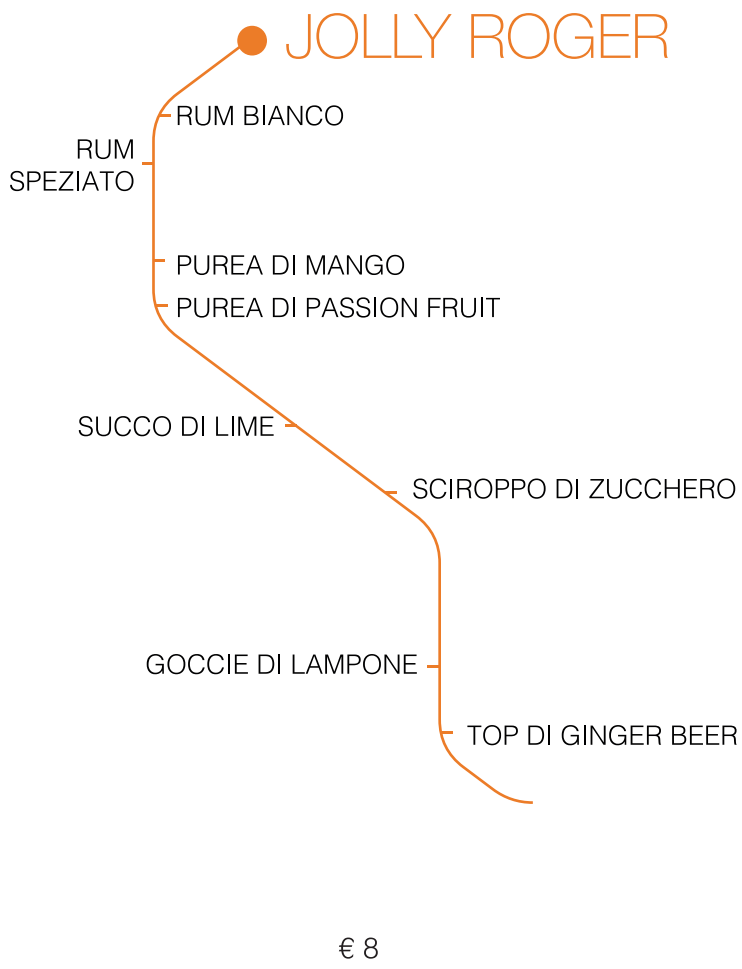 JOLLY ROGER
RUM BIANCO
RUM
SPEZIATO
PUREA DI MANGO
PUREA DI PASSION FRUIT
SUCCO DI LIME
SCIROPPO DI ZUCCHERO
GOCCIE DI LAMPONE
TOP DI GINGER BEER
€ 8